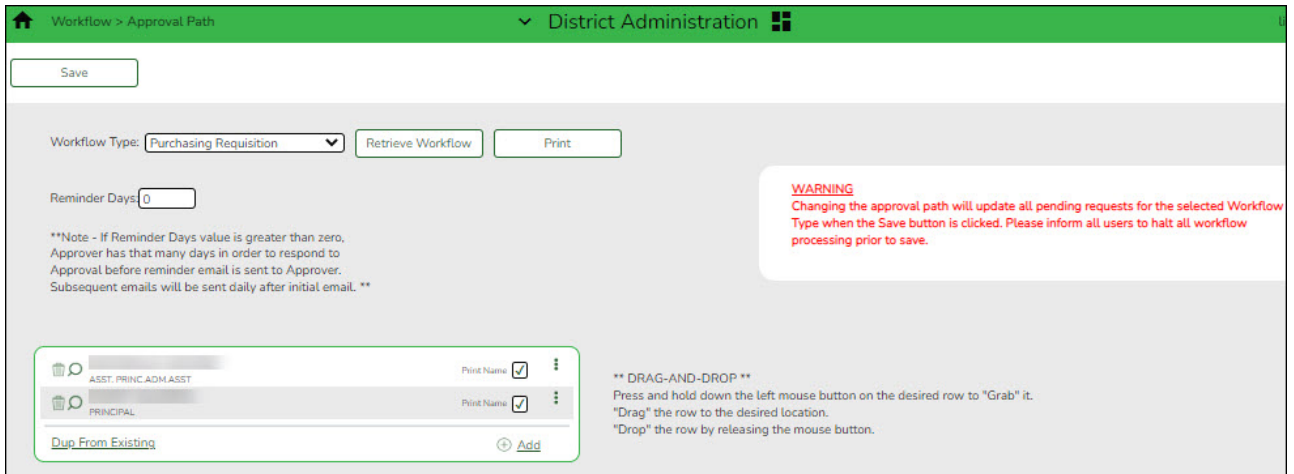 Workflow > Approval Path
District Administration
Save
Workflow Type: Purchasing Requisition Retrieve Workflow Print
Reminder Days: 0
**Note - If Reminder Days value is greater than zero,
Approver has that many days in order to respond to
Approval before reminder email is sent to Approver.
Subsequent emails will be sent daily after initial email. **
WARNING
Changing the approval path will update all pending requests for the selected Workflow
Type when the Save button is clicked. Please inform all users to halt all workflow
processing prior to save.
ASST. PRINC.ADM.ASST Print Name
PRINCIPAL Print Name
Dup From Existing Add
** DRAG-AND-DROP **
Press and hold down the left mouse button on the desired row to "Grab" it.
"Drag" the row to the desired location.
"Drop" the row by releasing the mouse button.